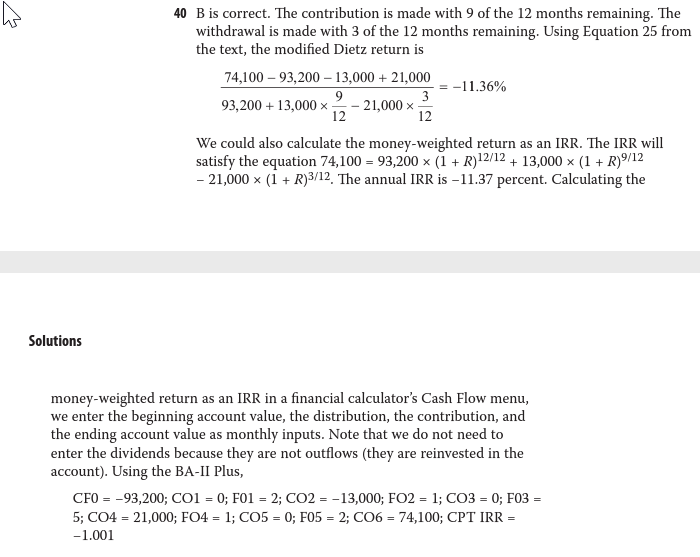 40 B is correct. The contribution is made with 9 of the 12 months remaining. The
withdrawal is made with 3 of the 12 months remaining. Using Equation 25 from
the text, the modified Dietz return is
74,100 − 93,200 − 13,000 + 21,000
93,200 + 13,000 × 9/12 − 21,000 × 3/12 = −11.36%
We could also calculate the money-weighted return as an IRR. The IRR will
satisfy the equation 74,100 = 93,200 × (1 + R)^12/12 + 13,000 × (1 + R)^9/12
− 21,000 × (1 + R)^3/12. The annual IRR is −11.37 percent. Calculating the
Solutions
money-weighted return as an IRR in a financial calculator’s Cash Flow menu,
we enter the beginning account value, the distribution, the contribution, and
the ending account value as monthly inputs. Note that we do not need to
enter the dividends because they are not outflows (they are reinvested in the
account). Using the BA-II Plus,
CF0 = −93,200; CO1 = 0; F01 = 2; CO2 = −13,000; FO2 = 1; CO3 = 0; F03 =
5; CO4 = 21,000; FO4 = 1; CO5 = 0; F05 = 2; CO6 = 74,100; CPT IRR =
−1.001